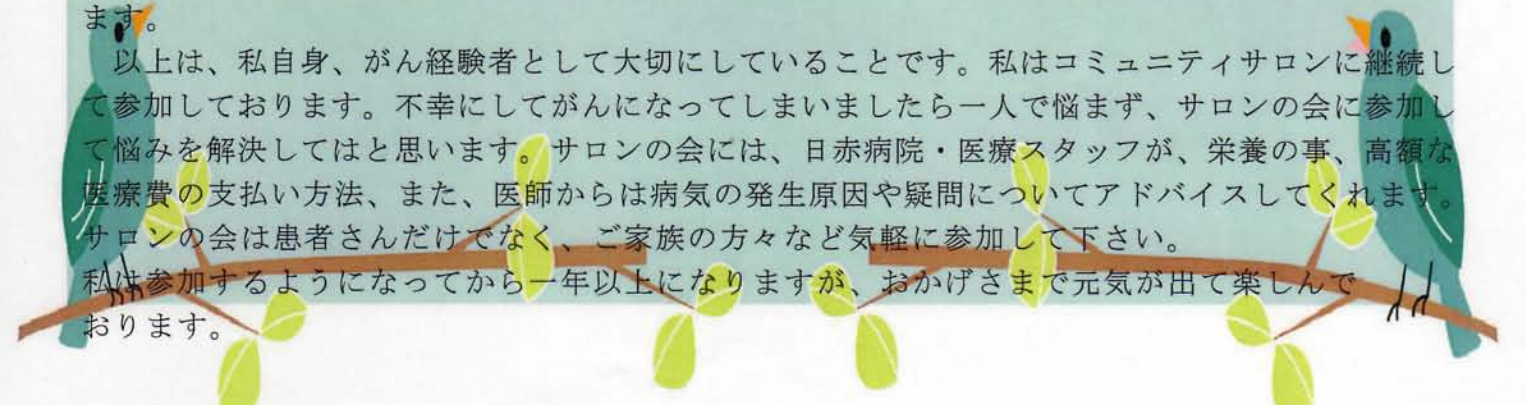 ます。
以上は、私自身、がん経験者として大切にしていることです。私はコミュニティサロンに継続し
て参加しております。不幸にしてがんになってしまいましたら一人で悩まず、サロンの会に参加し
て悩みを解決してはと思います。サロンの会には、日赤病院・医療スタッフが、栄養の事、高額な
医療費の支払い方法、また、医師からは病気の発生原因や疑問についてアドバイスしてくれます。
サロンの会は患者さんだけでなく、ご家族の方々など気軽に参加して下さい。
私は参加するようになってから一年以上になりますが、おかげさまで元気が出て楽しんで
おります。